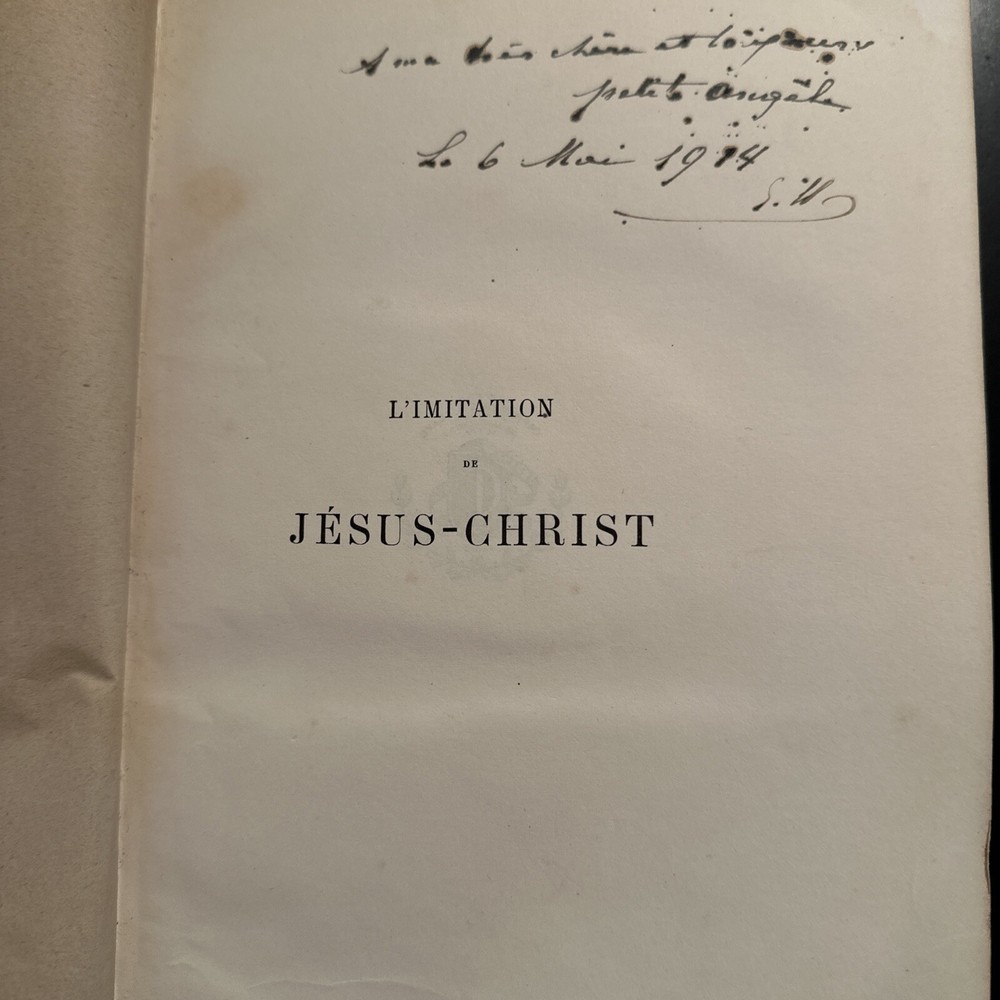 A ma très chère et
petite Angèle
Le 6 Mai 1914
L'IMITATION
DE
JÉSUS-CHRIST